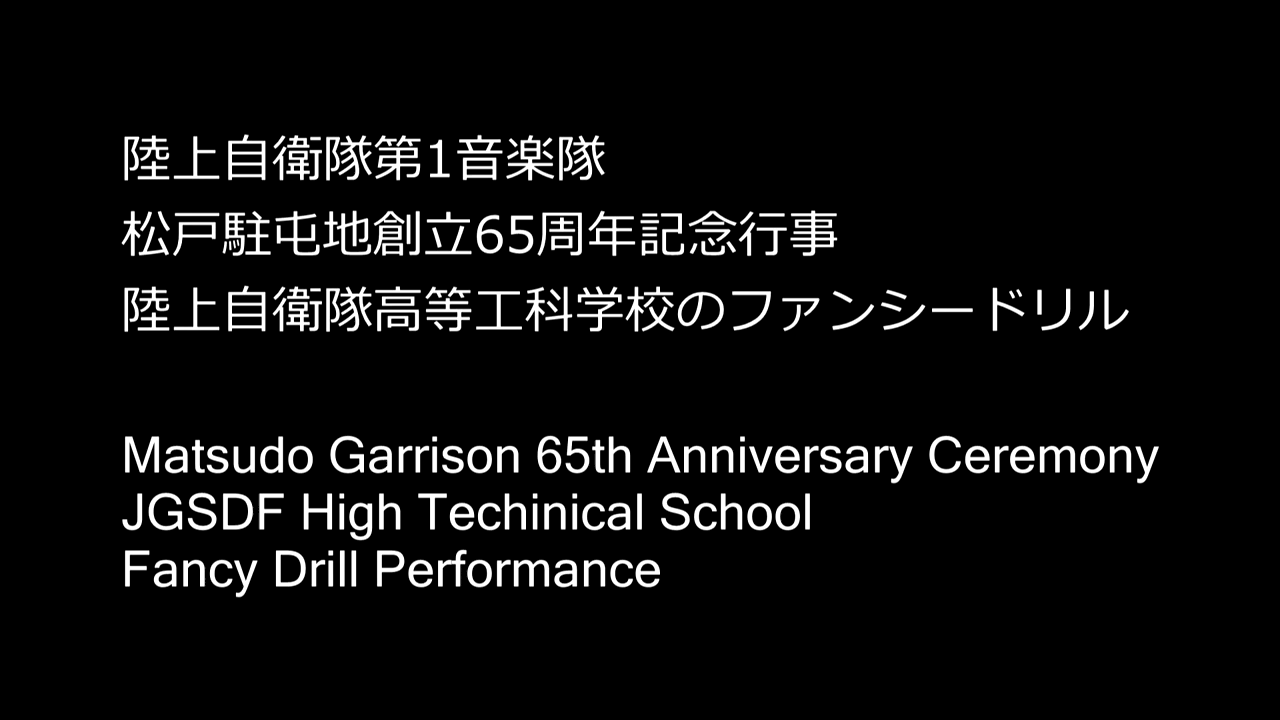 陸上自衛隊第1音楽隊
松戸駐屯地創立65周年記念行事
陸上自衛隊高等工科学校のファンシードリル
Matsudo Garrison 65th Anniversary Ceremony
JGSDF High Techinical School
Fancy Drill Performance